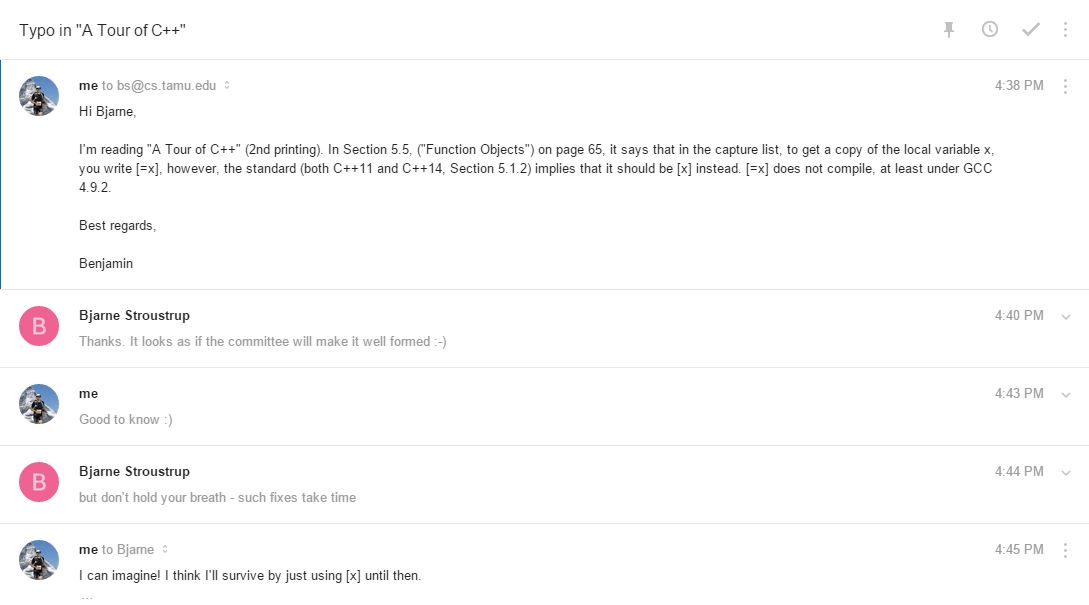 Typo in "A Tour of C++"
me to bs@cs.tamu.edu
4:38 PM
Hi Bjarne,
I'm reading "A Tour of C++" (2nd printing). In Section 5.5, ("Function Objects") on page 65, it says that in the capture list, to get a copy of the local variable x,
you write [=x], however, the standard (both C++11 and C++14, Section 5.1.2) implies that it should be [x] instead. [=x] does not compile, at least under GCC
4.9.2.
Best regards,
Benjamin
B
Bjarne Stroustrup
4:40 PM
Thanks. It looks as if the committee will make it well formed :-)
me
4:43 PM
Good to know :)
B
Bjarne Stroustrup
4:44 PM
but don't hold your breath - such fixes take time
me to Bjarne
4:45 PM
I can imagine! I think I'll survive by just using [x] until then.
...